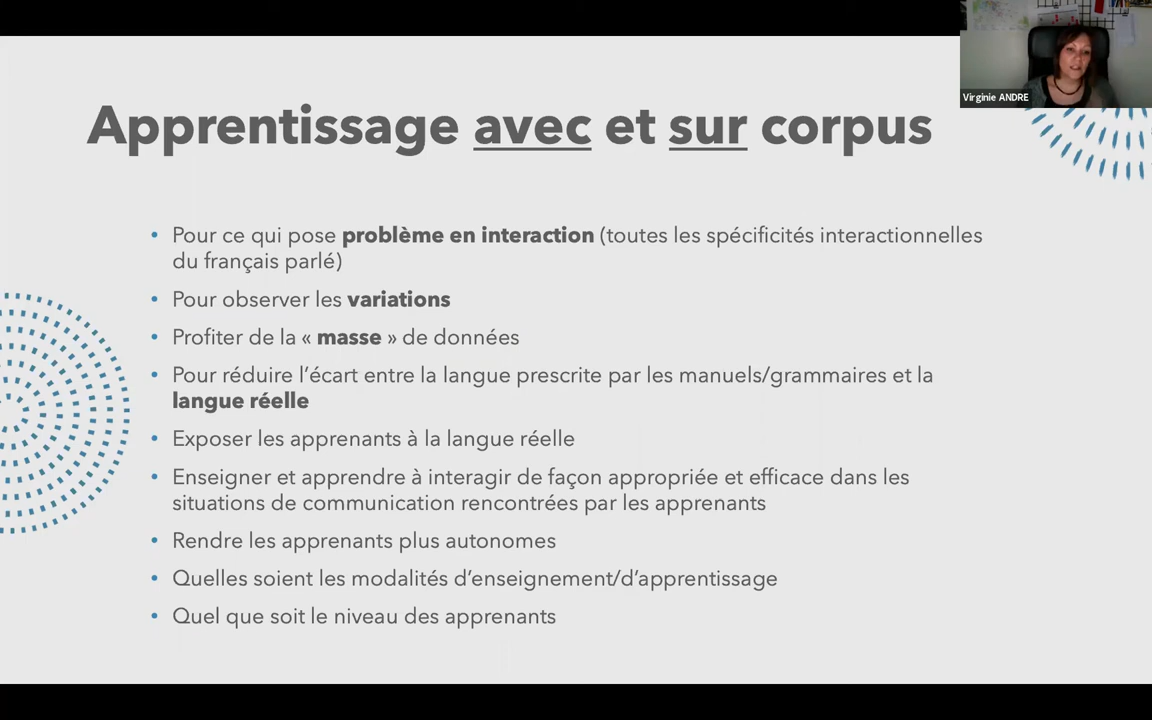 Virginie ANDRE
Apprentissage avec et sur corpus
• Pour ce qui pose problème en interaction (toutes les spécificités interactionnelles
du français parlé)
• Pour observer les variations
• Profiter de la « masse » de données
• Pour réduire l’écart entre la langue prescrite par les manuels/grammaires et la
langue réelle
• Exposer les apprenants à la langue réelle
• Enseigner et apprendre à interagir de façon appropriée et efficace dans les
situations de communication rencontrées par les apprenants
• Rendre les apprenants plus autonomes
• Quelles soient les modalités d’enseignement/d’apprentissage
• Quel que soit le niveau des apprenants